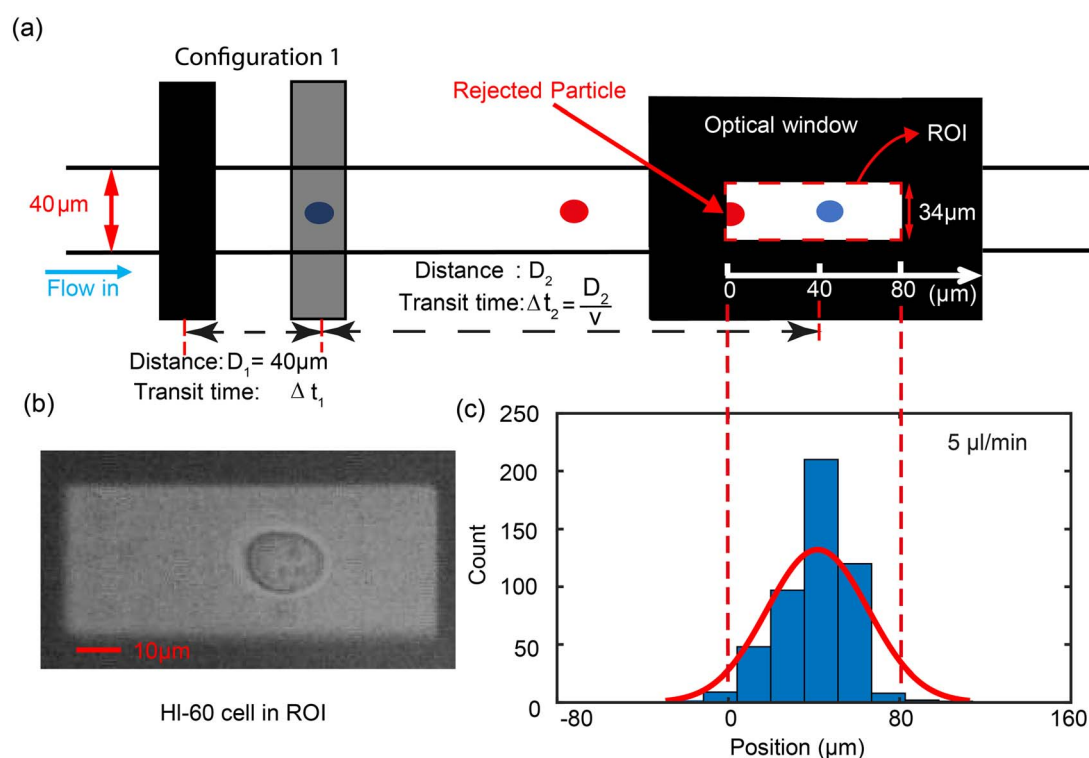 (a)
Configuration 1
Rejected Particle
Optical window
ROI
40μm
34μm
Flow in
Distance : D₂
Transit time:Δt₂= D₂/v
0 40 80 (μm)
Distance:D₁= 40μm
Transit time: Δ t₁
(b)
10μm
Hl-60 cell in ROI
(c)
5 μl/min
250
200
150
100
50
0
Count
-80 0 80 160
Position (μm)